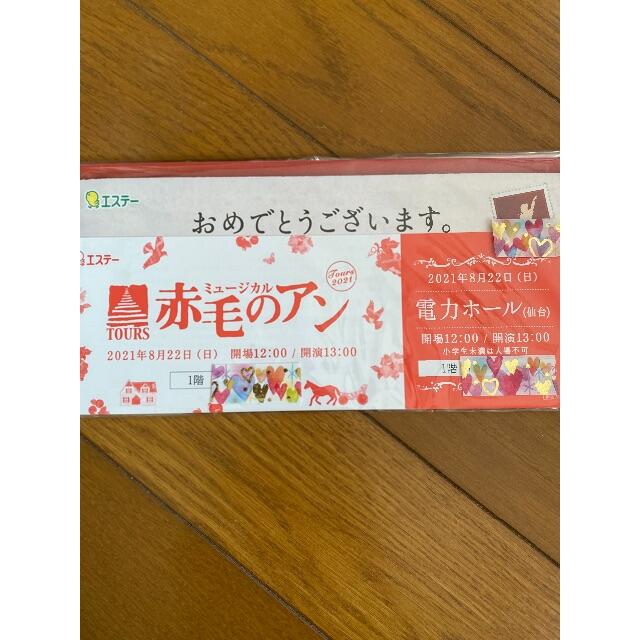 エステー
おめでとうございます。
エステー
Tours
2021
ミュージカル
赤毛のアン
TOURS
2021年8月22日(日) 開場12:00 / 開演13:00
1階
2021年8月22日(日)
電力ホール(仙台)
開場12:00 / 開演13:00
小学生未満は入場不可
1階